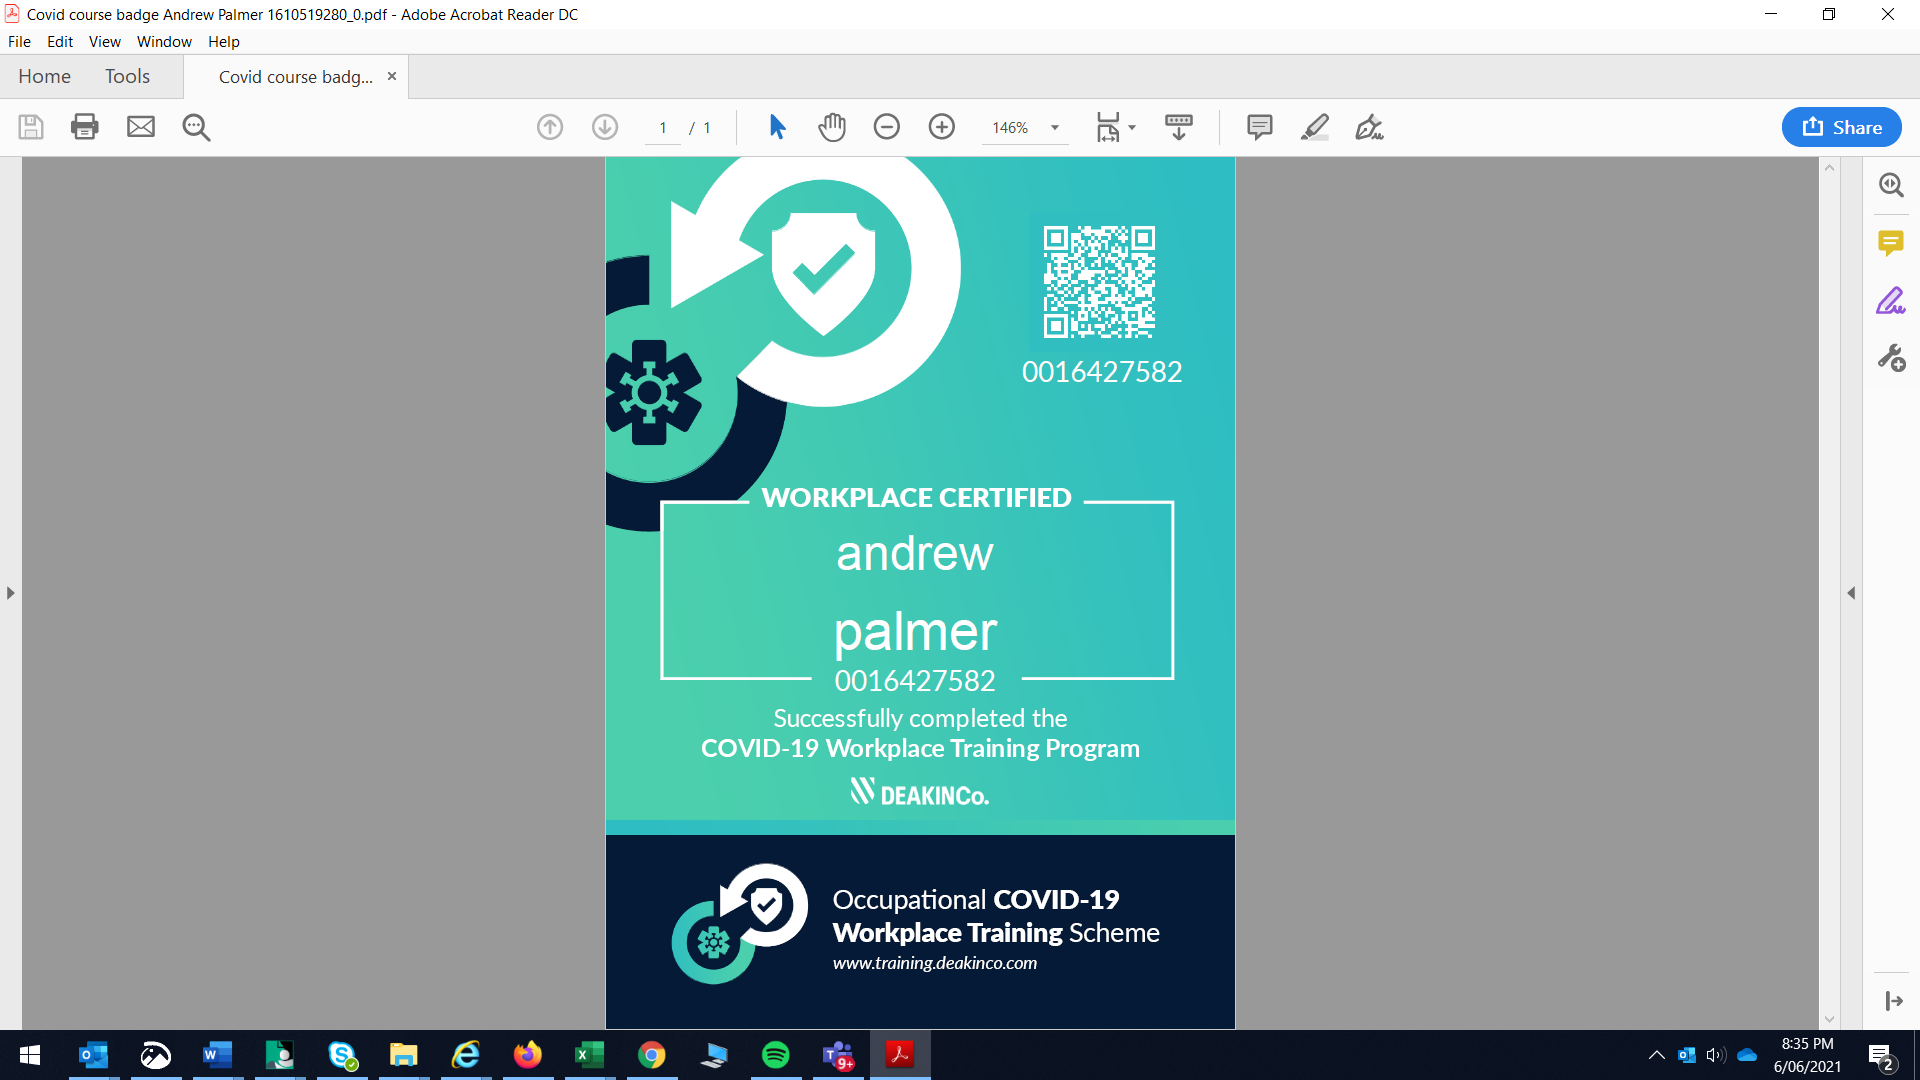 Covid course badge Andrew Palmer 1610519280_0.pdf - Adobe Acrobat Reader DC
File Edit View Window Help
Home Tools Covid course badg... ×
1 / 1 146% Share
0016427582
WORKPLACE CERTIFIED
andrew
palmer
0016427582
Successfully completed the
COVID-19 Workplace Training Program
DEAKINCo.
Occupational COVID-19
Workplace Training Scheme
www.training.deakinco.com
9+
8:35 PM
6/06/2021
2